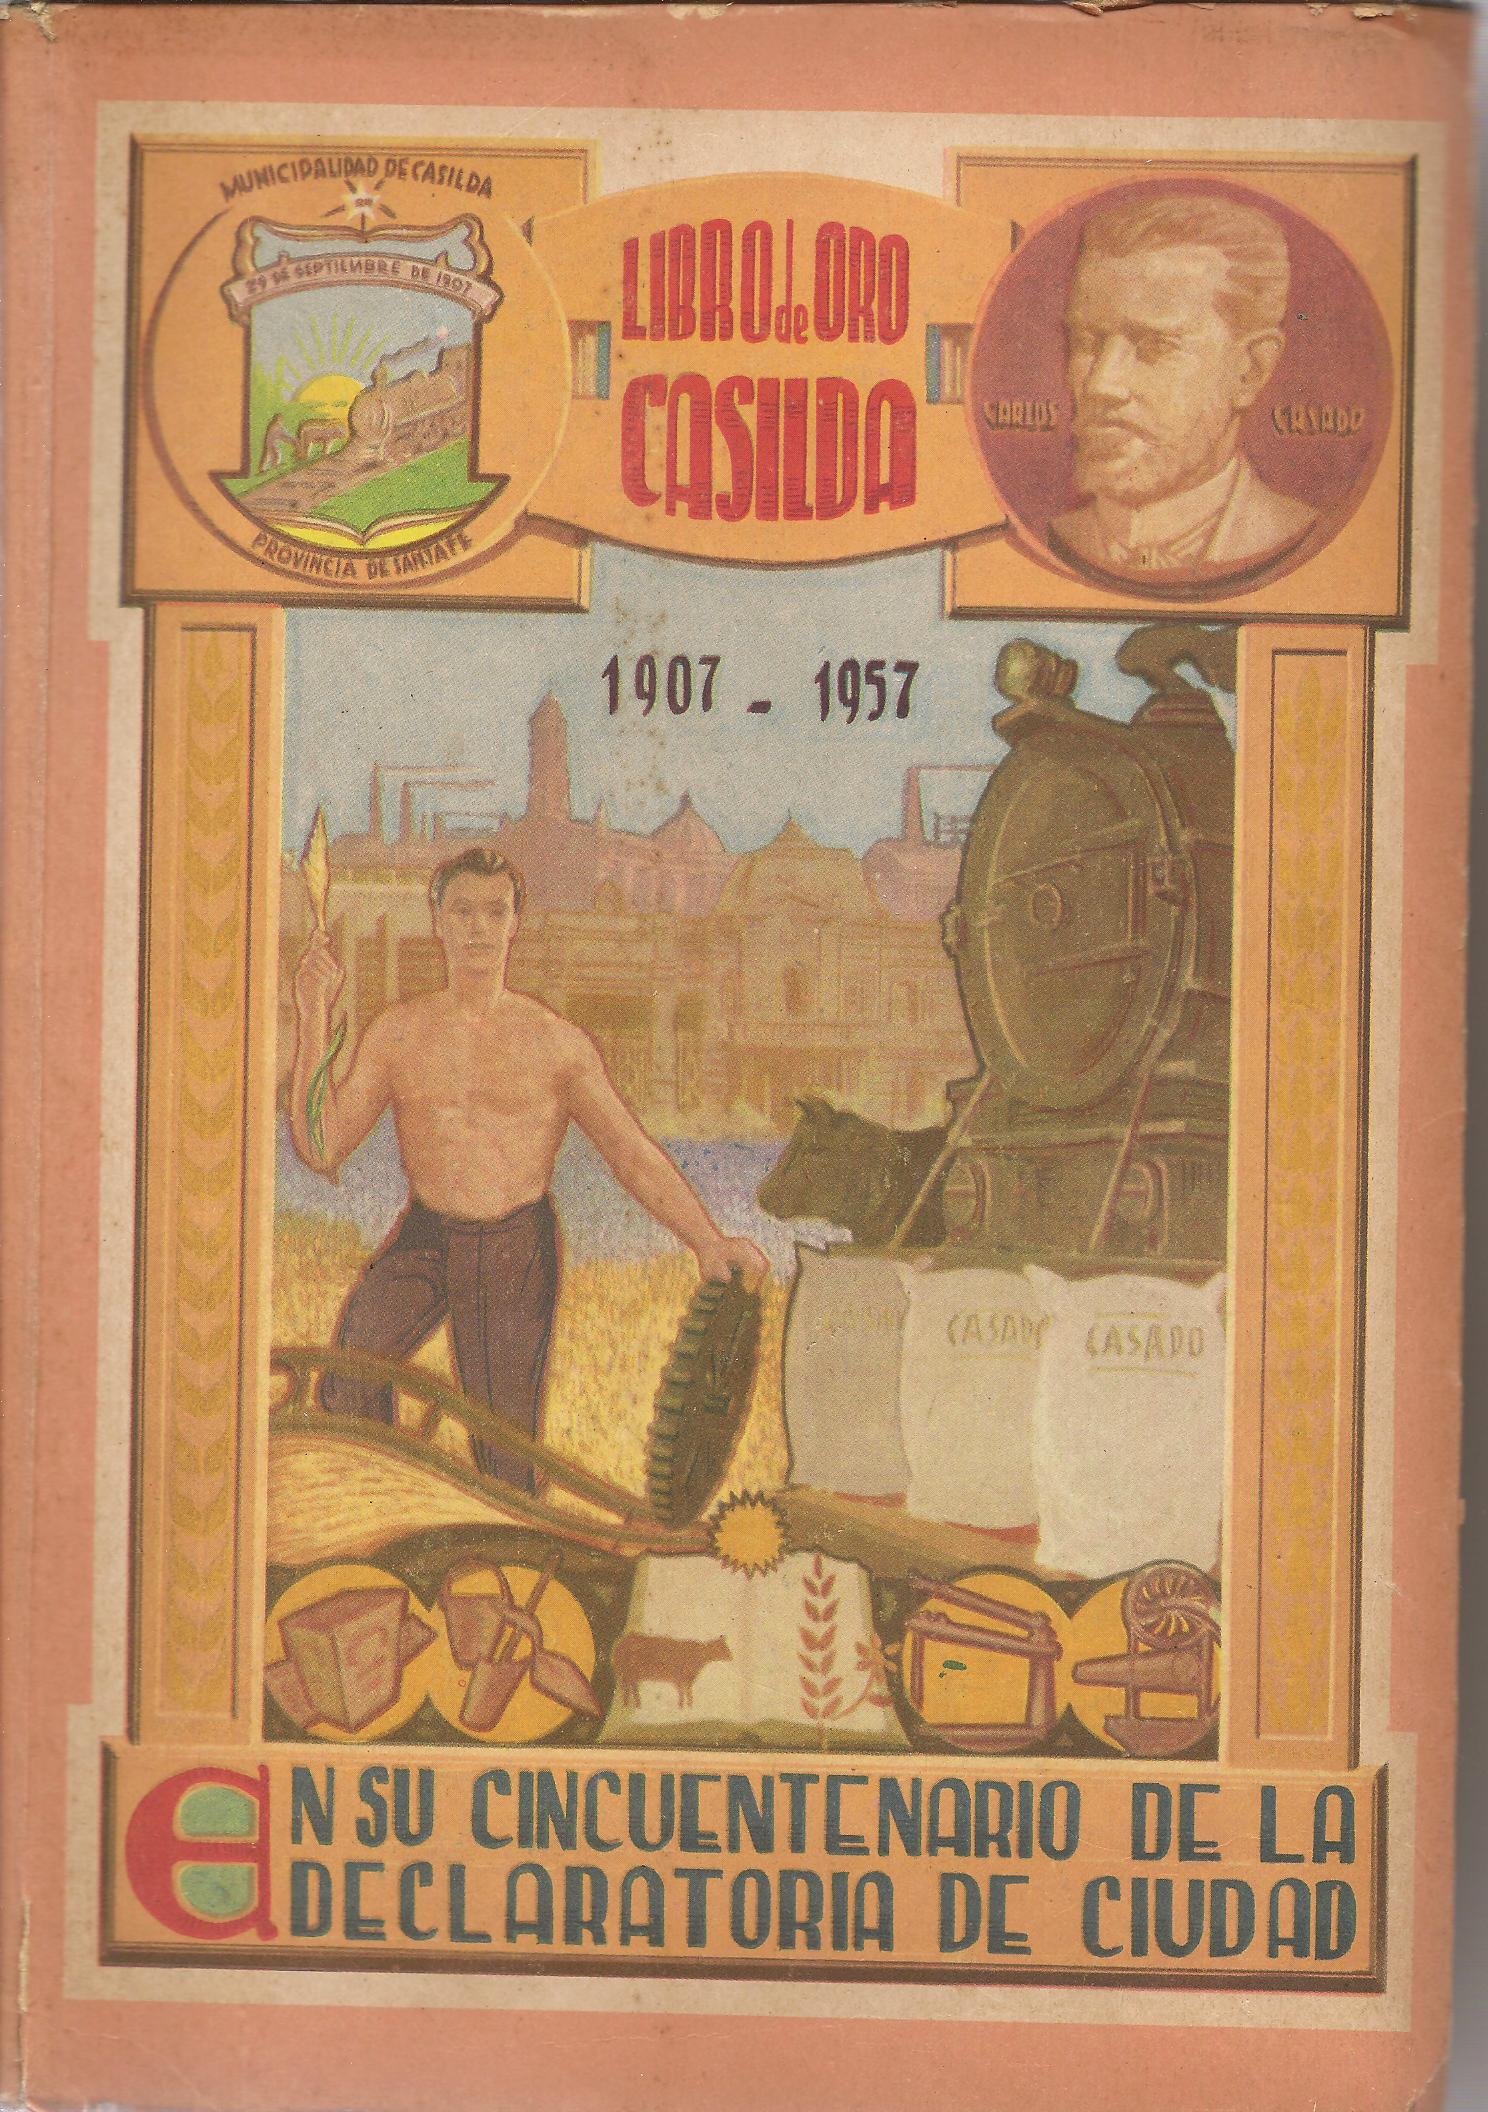 MUNICIPALIDAD DE CASILDA
29 DE SEPTIEMBRE DE 1907
PROVINCIA DE SANTA FE
LIBRO de ORO
CASILDA
CARLOS CASADO
1907 - 1957
CASADO
CASADO
EN SU CINCUENTENARIO DE LA
DECLARATORIA DE CIUDAD